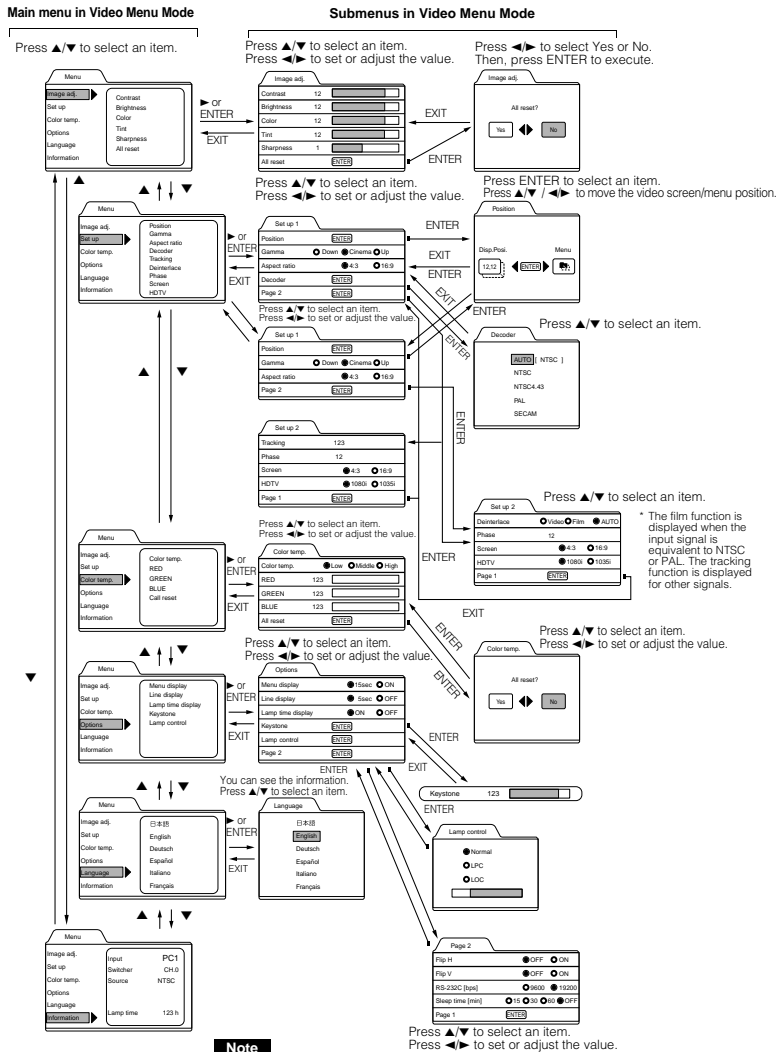 Main menu in Video Menu Mode
Submenus in Video Menu Mode
Press ▲/▼ to select an item.
Press ▲/▼ to select an item.
Press ◄/► to set or adjust the value.
Press ◄/► to select Yes or No.
Then, press ENTER to execute.
Menu
Image adj.
Set up
Color temp.
Options
Language
Information
Contrast
Brightness
Color
Tint
Sharpness
All reset
► or
ENTER
EXIT
Image adj.
Contrast 12
Brightness 12
Color 12
Tint 12
Sharpness 1
All reset ENTER
EXIT
ENTER
Image adj.
All reset?
Yes No
▲
▲ ▼
Press ▲/▼ to select an item.
Press ◄/► to set or adjust the value.
Press ENTER to select an item.
Press ▲/▼ / ◄/► to move the video screen/menu position.
Menu
Image adj.
Set up
Color temp.
Options
Language
Information
Position
Gamma
Aspect ratio
Decoder
Tracking
Deinterlace
Phase
Screen
HDTV
► or
ENTER
EXIT
Set up 1
Position ENTER
Gamma Down Cinema Up
Aspect ratio 4:3 16:9
Decoder ENTER
Page 2 ENTER
ENTER
EXIT
ENTER
EXIT
ENTER
ENTER
Position
Disp.Posi. Menu
12,12 ENTER
Press ▲/▼ to select an item.
Press ◄/► to set or adjust the value.
Set up 1
Position ENTER
Gamma Down Cinema Up
Aspect ratio 4:3 16:9
Page 2 ENTER
Press ▲/▼ to select an item.
Decoder
AUTO [ NTSC ]
NTSC
NTSC4.43
PAL
SECAM
▲ ▼
ENTER
Set up 2
Tracking 123
Phase 12
Screen 4:3 16:9
HDTV 1080i 1035i
Page 1 ENTER
Press ▲/▼ to select an item.
Set up 2
Deinterlace Video Film AUTO
Phase 12
Screen 4:3 16:9
HDTV 1080i 1035i
Page 1 ENTER
* The film function is
displayed when the
input signal is
equivalent to NTSC
or PAL. The tracking
function is displayed
for other signals.
Press ▲/▼ to select an item.
Press ◄/► to set or adjust the value.
Menu
Image adj.
Set up
Color temp.
Options
Language
Information
Color temp.
RED
GREEN
BLUE
Call reset
► or
ENTER
EXIT
Color temp.
Color temp. Low Middle High
RED 123
GREEN 123
BLUE 123
All reset ENTER
ENTER
EXIT
ENTER
ENTER
Press ▲/▼ to select an item.
Press ◄/► to set or adjust the value.
Color temp.
All reset?
Yes No
▲ ▼
▼
Press ▲/▼ to select an item.
Press ◄/► to set or adjust the value.
Menu
Image adj.
Set up
Color temp.
Options
Language
Information
Menu display
Line display
Lamp time display
Keystone
Lamp control
► or
ENTER
EXIT
Options
Menu display 15sec ON
Line display 5sec OFF
Lamp time display ON OFF
Keystone ENTER
Lamp control ENTER
Page 2 ENTER
ENTER
EXIT
ENTER
Keystone 123
ENTER
▲ ▼
You can see the information.
Press ▲/▼ to select an item.
Menu
Image adj.
Set up
Color temp.
Options
Language
Information
日本語
English
Deutsch
Español
Italiano
Français
► or
ENTER
EXIT
Language
日本語
English
Deutsch
Español
Italiano
Français
Lamp control
Normal
LPC
LOC
▲ ▼
Menu
Image adj.
Set up
Color temp.
Options
Language
Information
Input PC1
Switcher CH.0
Source NTSC
Lamp time 123 h
Page 2
Flip H OFF ON
Flip V OFF ON
RS-232C [bps] 9600 19200
Sleep time [min] 15 30 60 OFF
Page 1 ENTER
Press ▲/▼ to select an item.
Press ◄/► to set or adjust the value.
Note